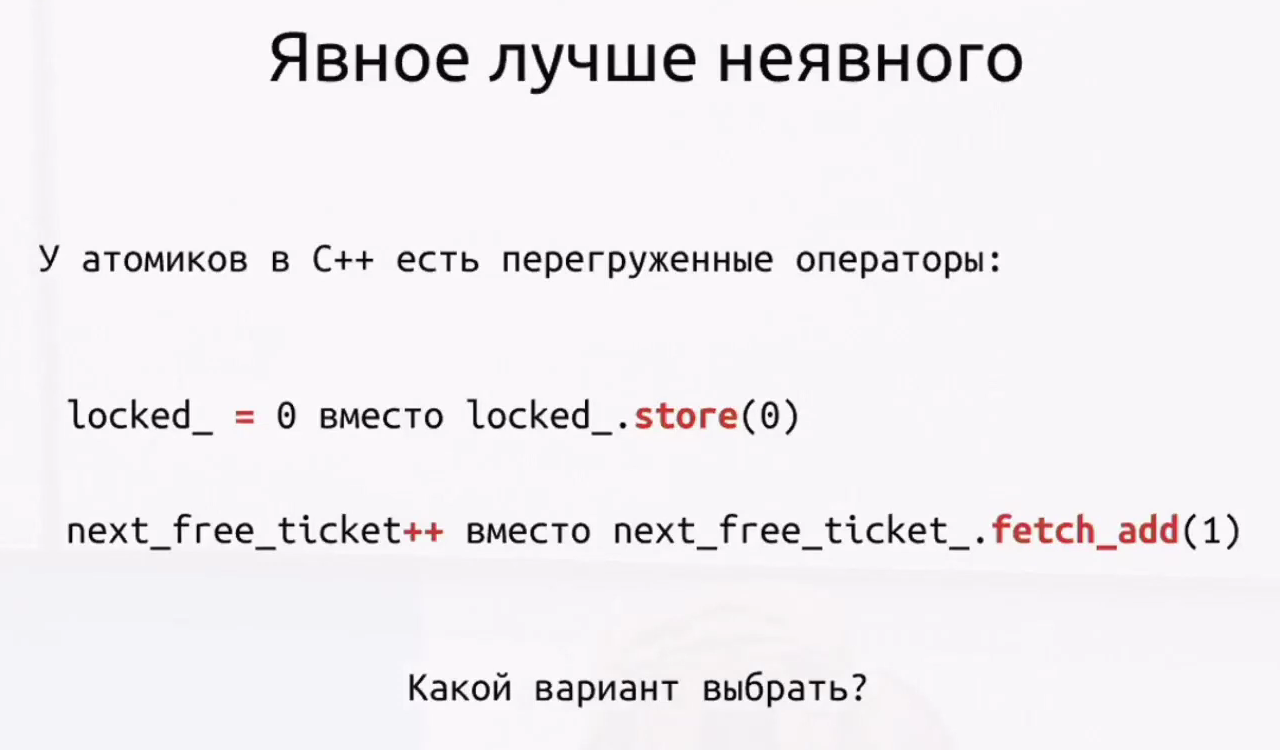 Явное лучше неявного
У атомиков в C++ есть перегруженные операторы:
locked_ = 0 вместо locked_.store(0)
next_free_ticket++ вместо next_free_ticket_.fetch_add(1)
Какой вариант выбрать?